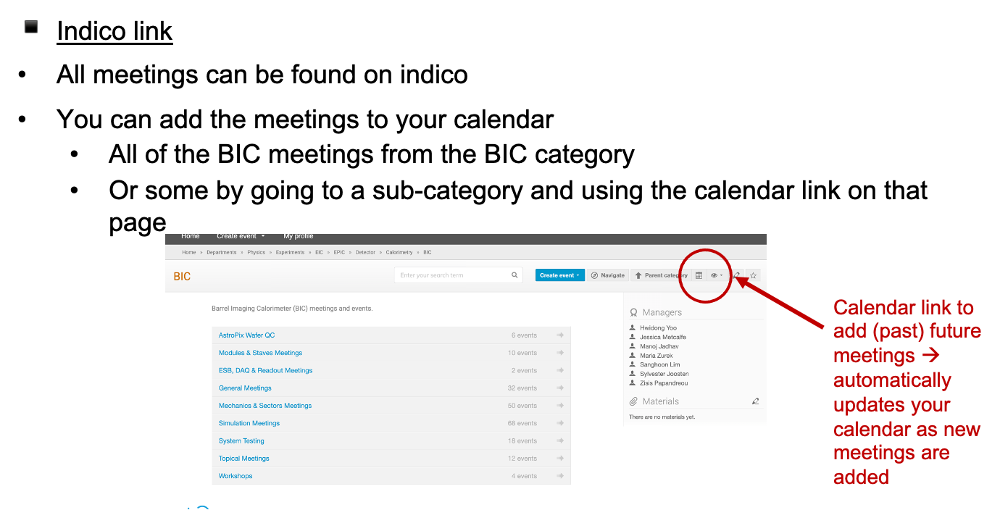 Indico link
All meetings can be found on indico
You can add the meetings to your calendar
All of the BIC meetings from the BIC category
Or some by going to a sub-category and using the calendar link on that
page
Home Create event My profile
Home » Departments » Physics » Experiments » EIC » EPIC » Detector » Calorimetry » BIC
BIC
Enter your search term
Create event
Navigate
Parent category
Barrel Imaging Calorimeter (BIC) meetings and events.
AstroPix Wafer QC 6 events
Modules & Staves Meetings 10 events
ESB, DAQ & Readout Meetings 2 events
General Meetings 32 events
Mechanics & Sectors Meetings 50 events
Simulation Meetings 68 events
System Testing 18 events
Topical Meetings 12 events
Workshops 4 events
Managers
Hwidong Yoo
Jessica Metcalfe
Manoj Jadhav
Maria Zurek
Sanghoon Lim
Sylvester Joosten
Zisis Papandreou
Materials
There are no materials yet.
Calendar link to
add (past) future
meetings →
automatically
updates your
calendar as new
meetings are
added